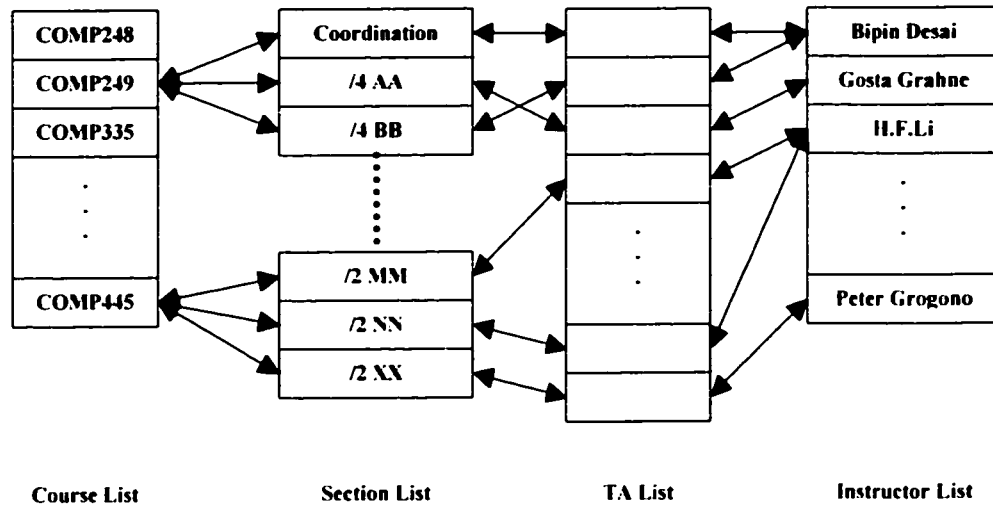 COMP248
COMP249
COMP335
COMP445
Coordination
/4 AA
/4 BB
/2 MM
/2 NN
/2 XX
Bipin Desai
Gosta Grahne
H.F.Li
Peter Grogono
Course List
Section List
TA List
Instructor List